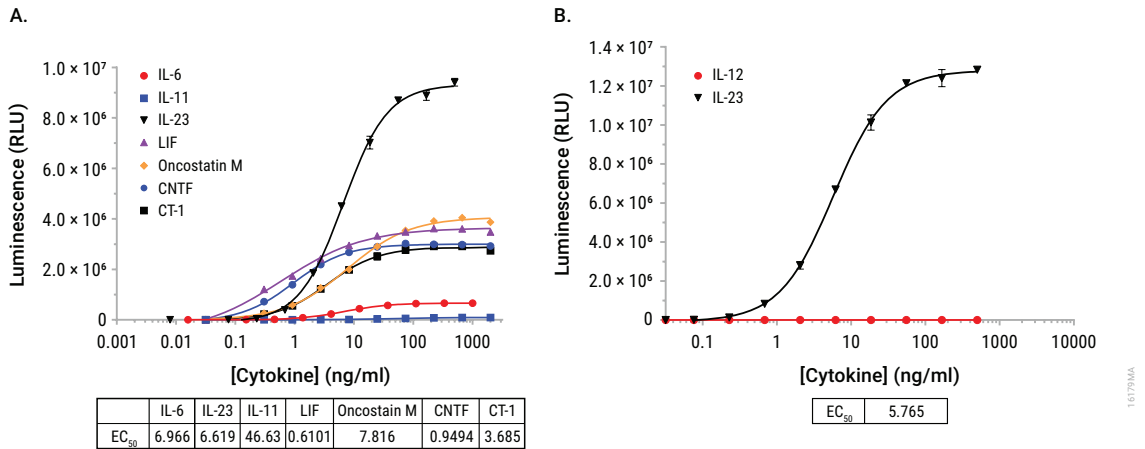 A.
Luminescence (RLU)
1.0 × 10⁷
8.0 × 10⁶
6.0 × 10⁶
4.0 × 10⁶
2.0 × 10⁶
0
IL-6
IL-11
IL-23
LIF
Oncostatin M
CNTF
CT-1
0.001 0.01 0.1 1 10 100 1000
[Cytokine] (ng/ml)
IL-6 IL-23 IL-11 LIF Oncostain M CNTF CT-1
EC₅₀ 6.966 6.619 46.63 0.6101 7.816 0.9494 3.685
B.
Luminescence (RLU)
1.4 × 10⁷
1.2 × 10⁷
1.0 × 10⁷
8.0 × 10⁶
6.0 × 10⁶
4.0 × 10⁶
2.0 × 10⁶
0
IL-12
IL-23
0.1 1 10 100 1000 10000
[Cytokine] (ng/ml)
EC₅₀ 5.765
16179MA